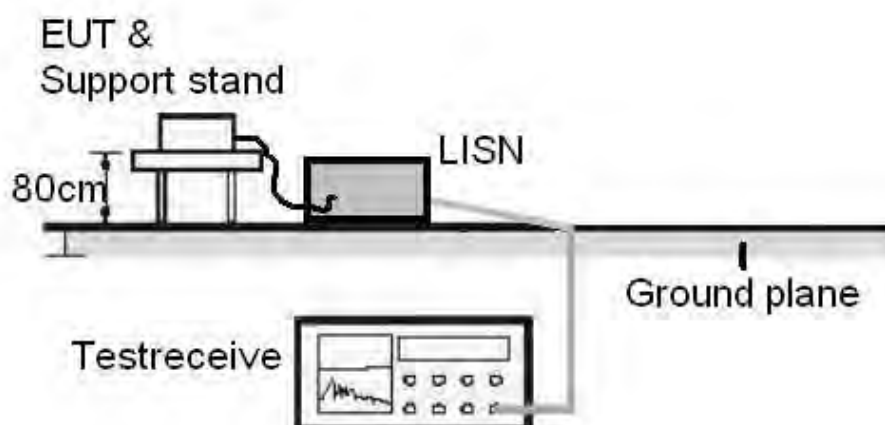 EUT &
Support stand
LISN
80cm
Ground plane
Testreceive